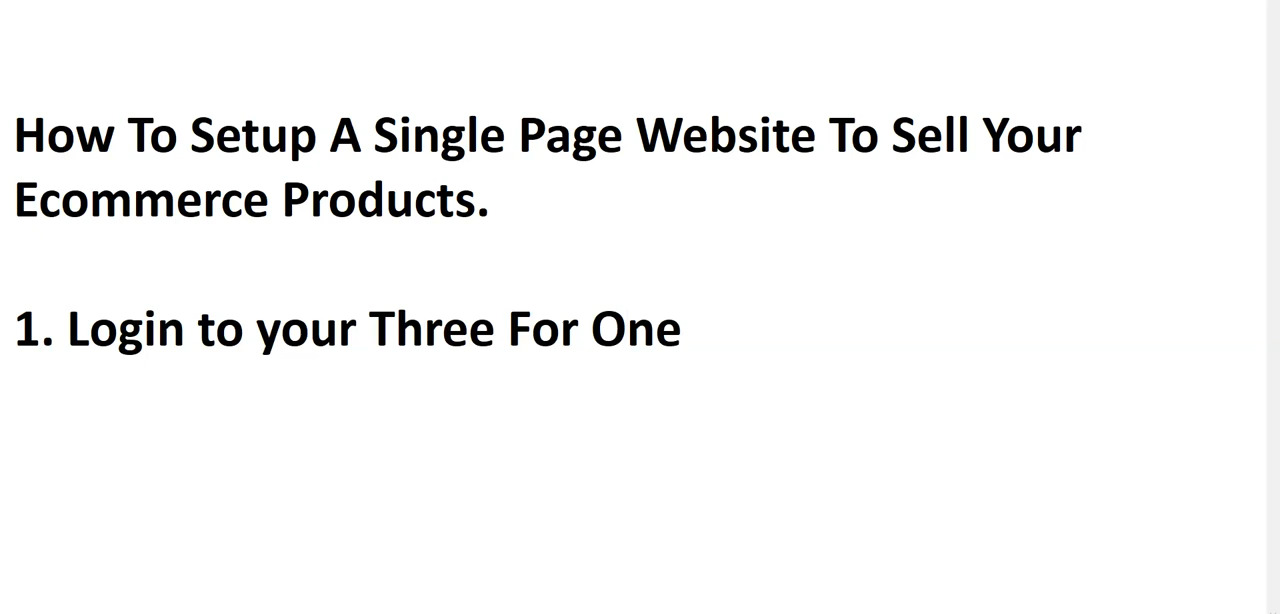 How To Setup A Single Page Website To Sell Your
Ecommerce Products.
1. Login to your Three For One